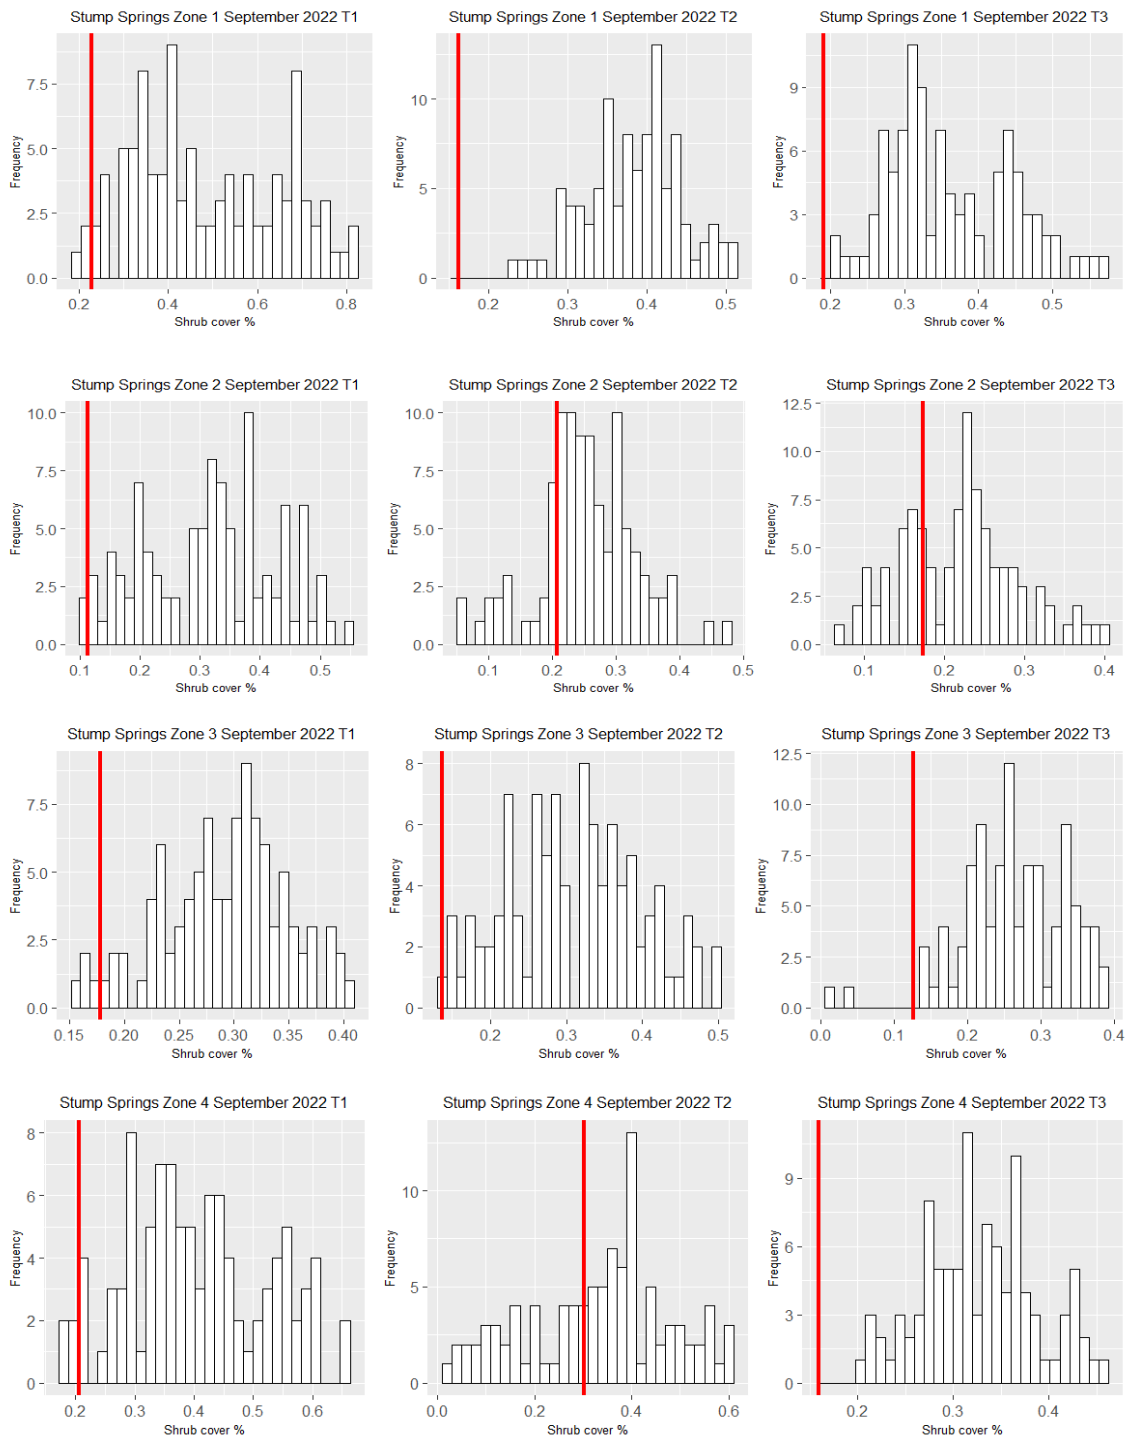 Stump Springs Zone 1 September 2022 T1
7.5
5.0
2.5
0.0
Frequency
0.2 0.4 0.6 0.8
Shrub cover %
Stump Springs Zone 1 September 2022 T2
10
5
0
Frequency
0.2 0.3 0.4 0.5
Shrub cover %
Stump Springs Zone 1 September 2022 T3
9
6
3
0
Frequency
0.2 0.3 0.4 0.5
Shrub cover %
Stump Springs Zone 2 September 2022 T1
10.0
7.5
5.0
2.5
0.0
Frequency
0.1 0.2 0.3 0.4 0.5
Shrub cover %
Stump Springs Zone 2 September 2022 T2
10.0
7.5
5.0
2.5
0.0
Frequency
0.1 0.2 0.3 0.4 0.5
Shrub cover %
Stump Springs Zone 2 September 2022 T3
12.5
10.0
7.5
5.0
2.5
0.0
Frequency
0.1 0.2 0.3 0.4
Shrub cover %
Stump Springs Zone 3 September 2022 T1
7.5
5.0
2.5
0.0
Frequency
0.15 0.20 0.25 0.30 0.35 0.40
Shrub cover %
Stump Springs Zone 3 September 2022 T2
8
6
4
2
0
Frequency
0.2 0.3 0.4 0.5
Shrub cover %
Stump Springs Zone 3 September 2022 T3
12.5
10.0
7.5
5.0
2.5
0.0
Frequency
0.0 0.1 0.2 0.3 0.4
Shrub cover %
Stump Springs Zone 4 September 2022 T1
8
6
4
2
0
Frequency
0.2 0.3 0.4 0.5 0.6
Shrub cover %
Stump Springs Zone 4 September 2022 T2
10
5
0
Frequency
0.0 0.2 0.4 0.6
Shrub cover %
Stump Springs Zone 4 September 2022 T3
9
6
3
0
Frequency
0.2 0.3 0.4
Shrub cover %